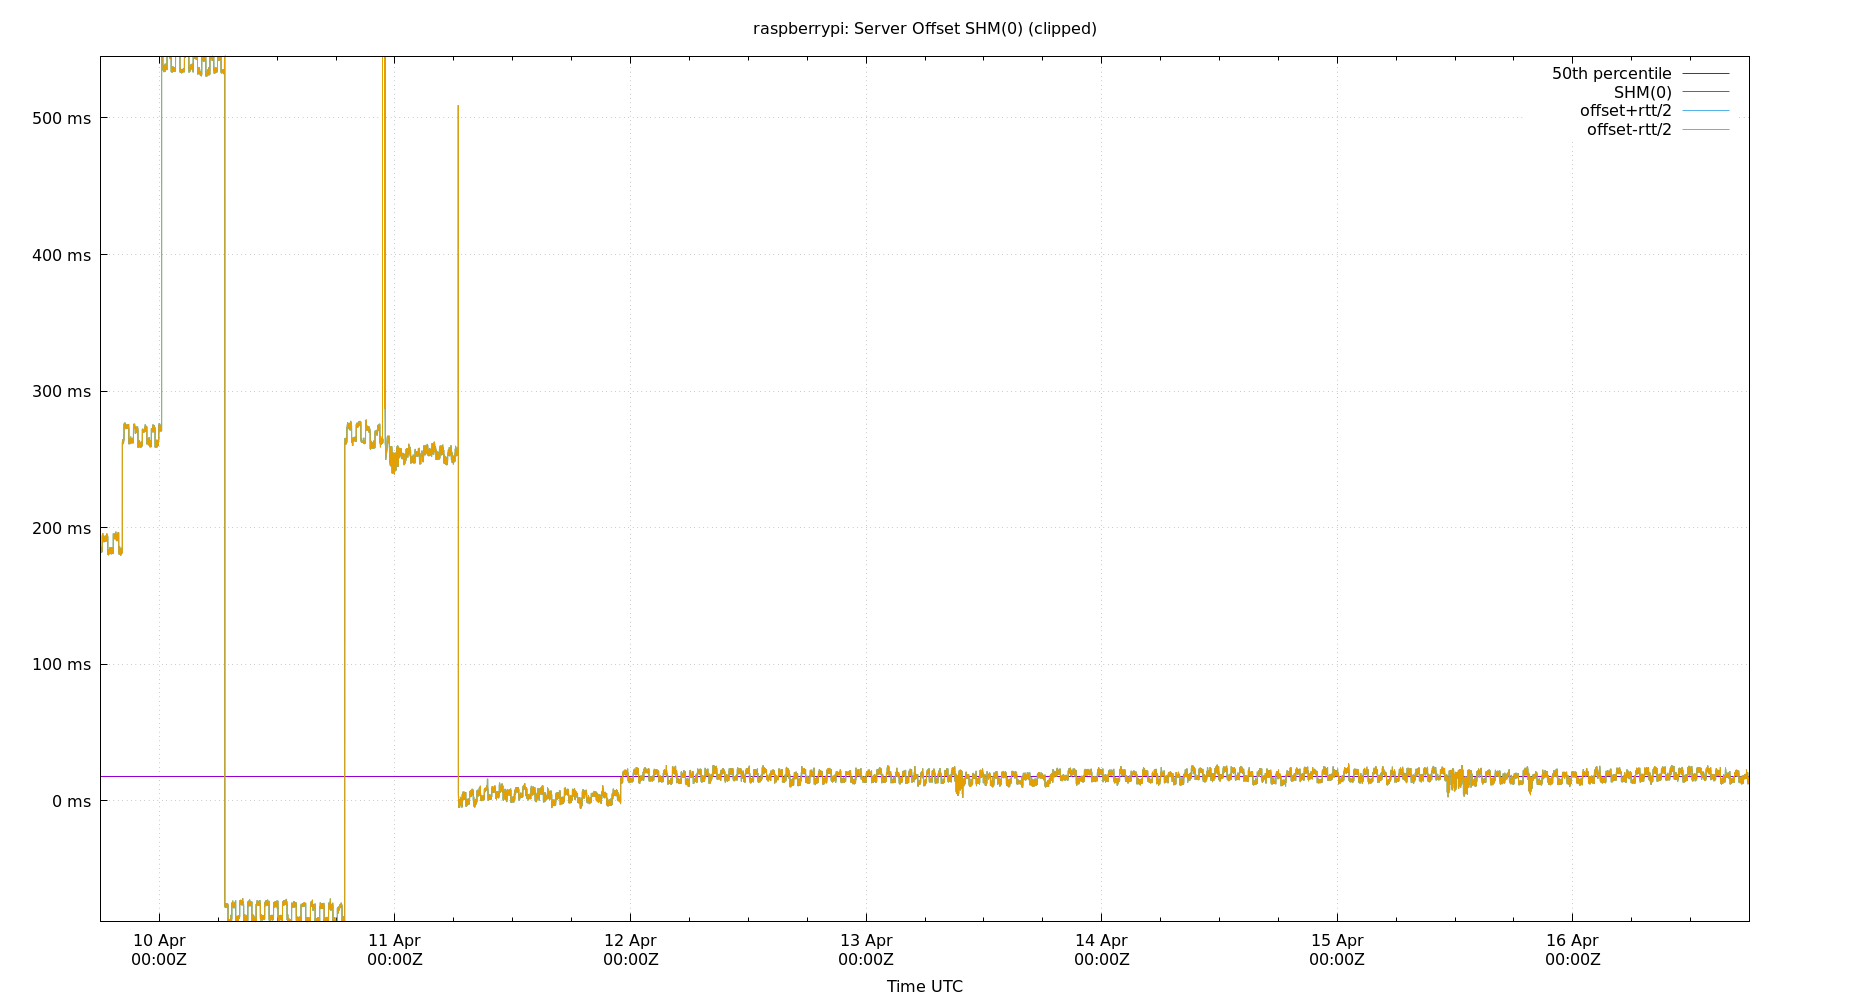 raspberrypi: Server Offset SHM(0) (clipped)
50th percentile
SHM(0)
offset+rtt/2
offset-rtt/2
500 ms
400 ms
300 ms
200 ms
100 ms
0 ms
10 Apr 11 Apr 12 Apr 13 Apr 14 Apr 15 Apr 16 Apr
00:00Z 00:00Z 00:00Z 00:00Z 00:00Z 00:00Z 00:00Z
Time UTC